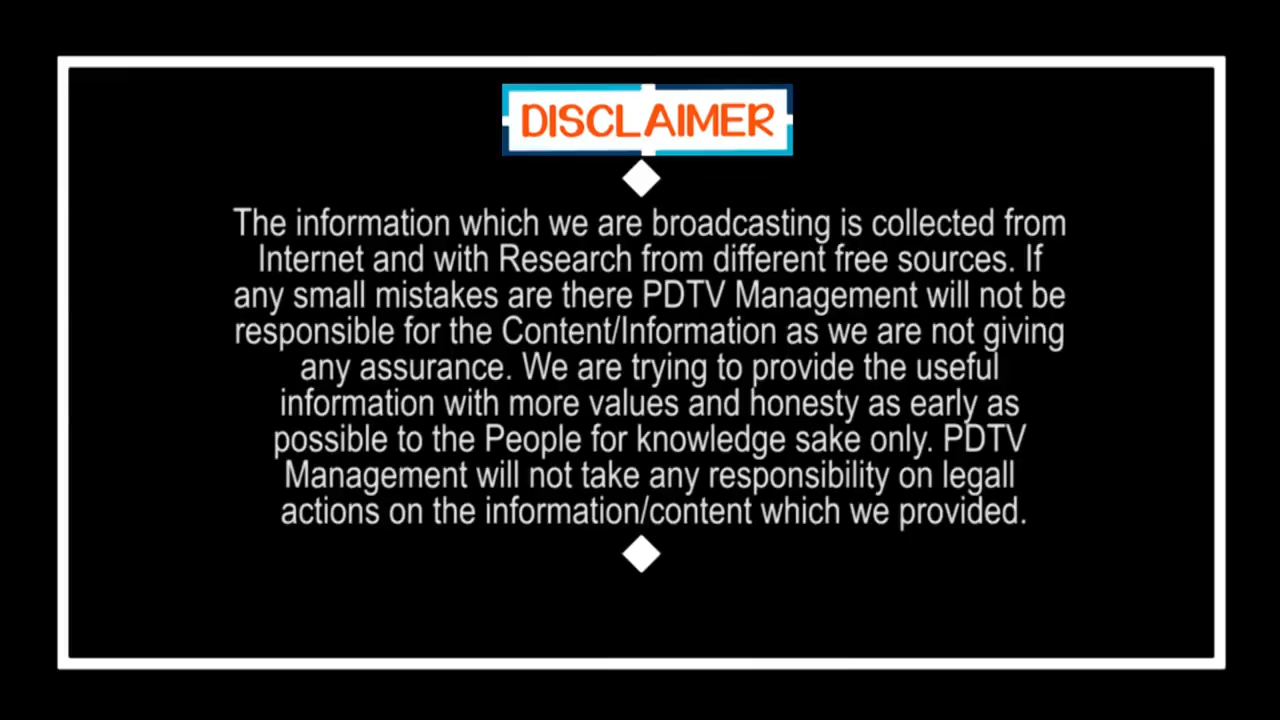 DISCLAIMER
The information which we are broadcasting is collected from
Internet and with Research from different free sources. If
any small mistakes are there PDTV Management will not be
responsible for the Content/Information as we are not giving
any assurance. We are trying to provide the useful
information with more values and honesty as early as
possible to the People for knowledge sake only. PDTV
Management will not take any responsibility on legall
actions on the information/content which we provided.